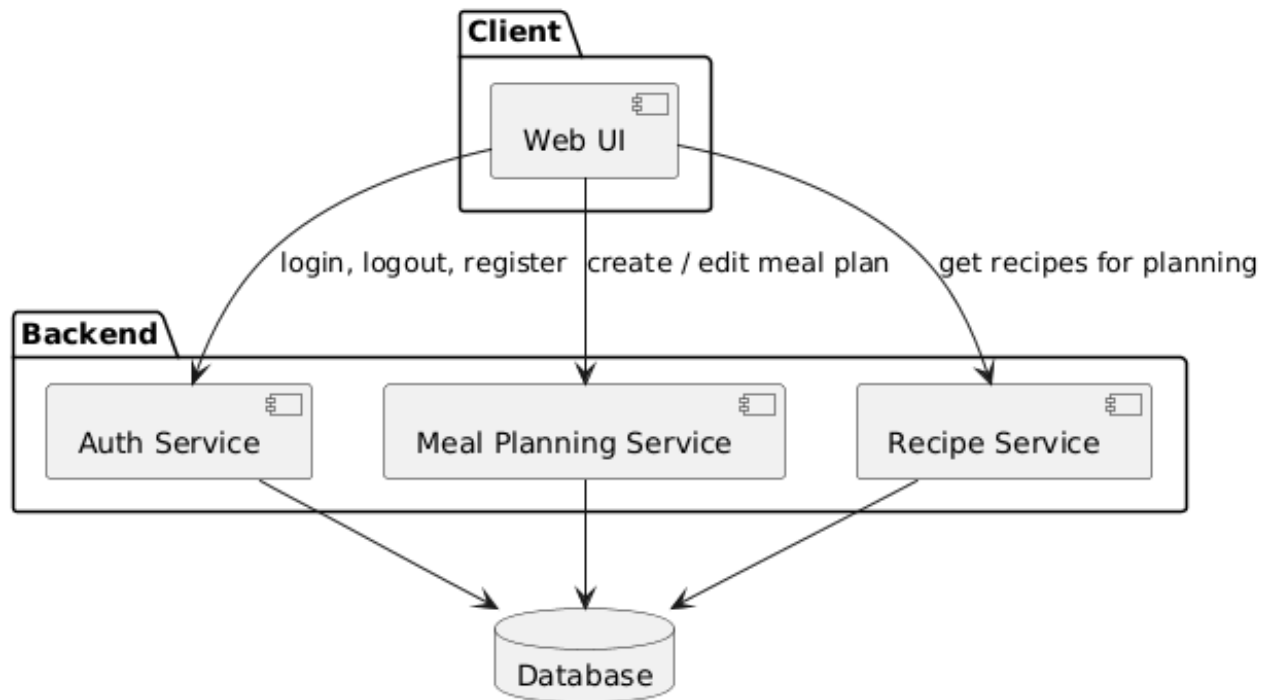 Client
Web UI
login, logout, register
create / edit meal plan
get recipes for planning
Backend
Auth Service
Meal Planning Service
Recipe Service
Database